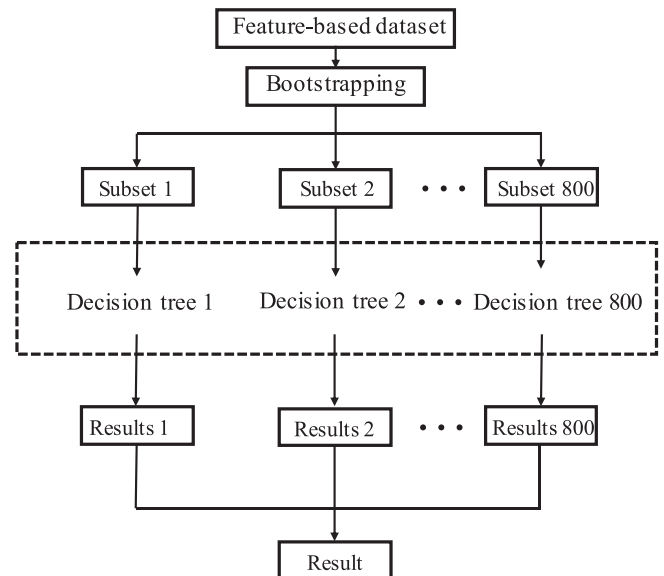 Feature-based dataset
Bootstrapping
Subset 1
Subset 2
• • •
Subset 800
Decision tree 1
Decision tree 2
• • •
Decision tree 800
Results 1
Results 2
• • •
Results 800
Result